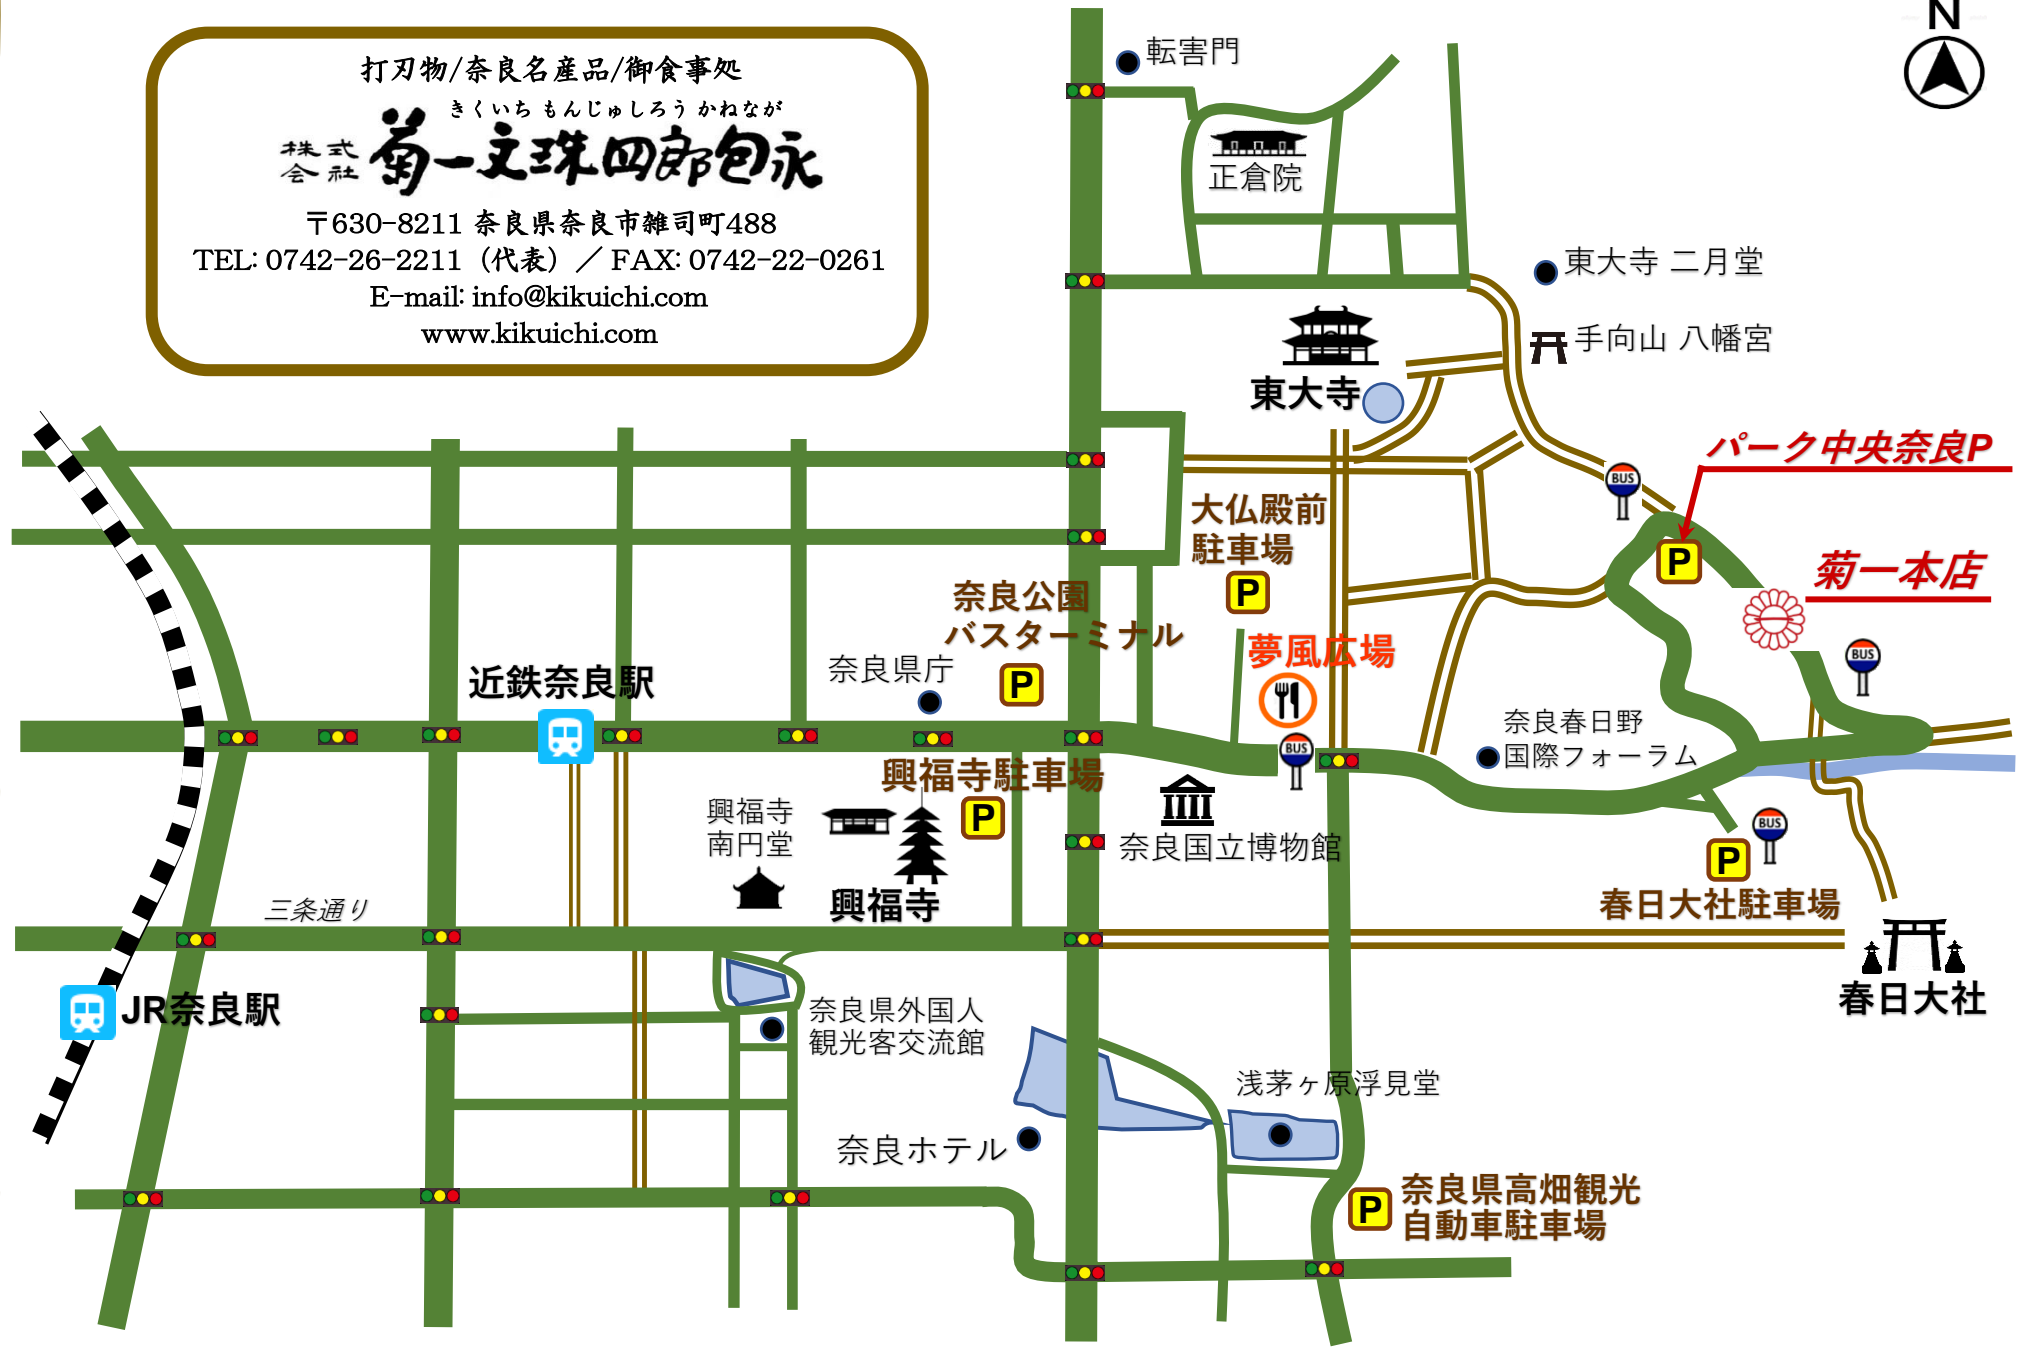 打刃物/奈良名産品/御食事処
きくいち もんじゅしろう かねなが
株式
会社
菊一文珠四郎包永
〒630-8211 奈良県奈良市雑司町488
TEL: 0742-26-2211（代表）／FAX: 0742-22-0261
E-mail: info@kikuichi.com
www.kikuichi.com
N
転害門
正倉院
東大寺 二月堂
手向山 八幡宮
東大寺
パーク中央奈良P
BUS
大仏殿前
駐車場
P
P
菊一本店
奈良公園
バスターミナル
P
夢風広場
BUS
近鉄奈良駅
奈良県庁
奈良春日野
国際フォーラム
BUS
興福寺駐車場
P
興福寺
南円堂
興福寺
奈良国立博物館
BUS
P
春日大社駐車場
三条通り
春日大社
JR奈良駅
奈良県外国人
観光客交流館
浅茅ヶ原浮見堂
奈良ホテル
P
奈良県高畑観光
自動車駐車場